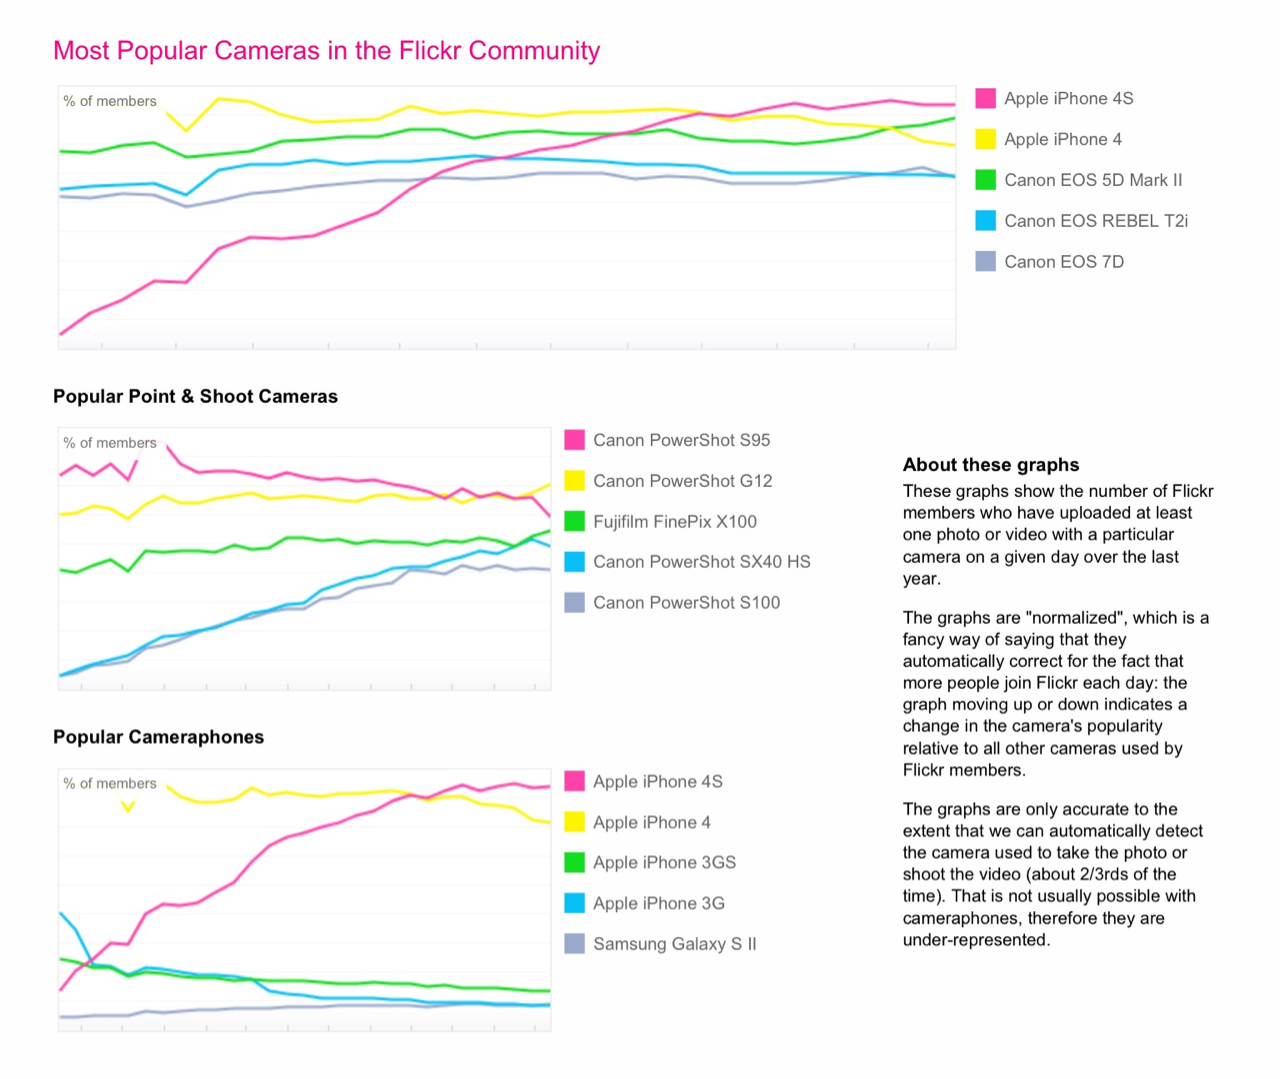 Most Popular Cameras in the Flickr Community
% of members
Apple iPhone 4S
Apple iPhone 4
Canon EOS 5D Mark II
Canon EOS REBEL T2i
Canon EOS 7D
Popular Point & Shoot Cameras
% of members
Canon PowerShot S95
Canon PowerShot G12
Fujifilm FinePix X100
Canon PowerShot SX40 HS
Canon PowerShot S100
Popular Cameraphones
% of members
Apple iPhone 4S
Apple iPhone 4
Apple iPhone 3GS
Apple iPhone 3G
Samsung Galaxy S II
About these graphs
These graphs show the number of Flickr
members who have uploaded at least
one photo or video with a particular
camera on a given day over the last
year.
The graphs are "normalized", which is a
fancy way of saying that they
automatically correct for the fact that
more people join Flickr each day: the
graph moving up or down indicates a
change in the camera's popularity
relative to all other cameras used by
Flickr members.
The graphs are only accurate to the
extent that we can automatically detect
the camera used to take the photo or
shoot the video (about 2/3rds of the
time). That is not usually possible with
cameraphones, therefore they are
under-represented.